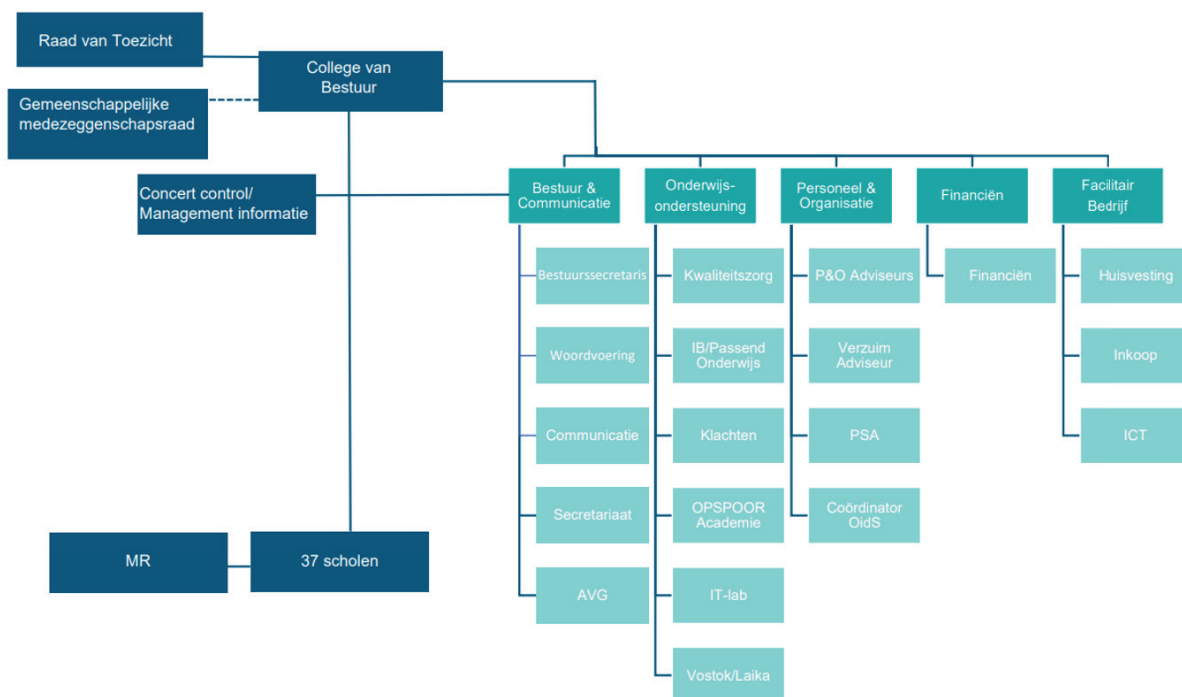 Raad van Toezicht
College van
Bestuur
Gemeenschappelijke
medezeggenschapsraad
Concert control/
Management informatie
MR
37 scholen
Bestuur &
Communicatie
Bestuurssecretaris
Woordvoering
Communicatie
Secretariaat
AVG
Onderwijs-
ondersteuning
Kwaliteitszorg
IB/Passend
Onderwijs
Klachten
OPSPOOR
Academie
IT-lab
Vostok/Laika
Personeel &
Organisatie
P&O Adviseurs
Verzuim
Adviseur
PSA
Coördinator
OidS
Financiën
Financiën
Facilitair
Bedrijf
Huisvesting
Inkoop
ICT